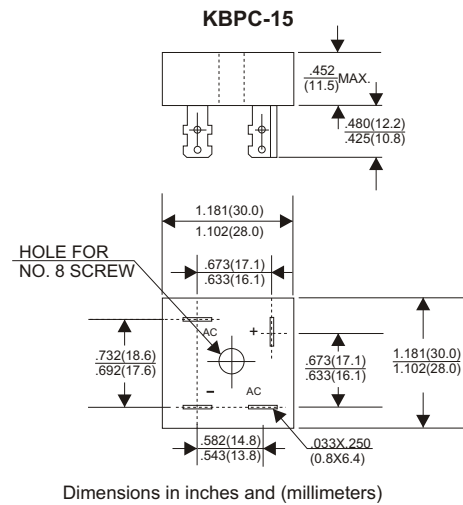 KBPC-15
.452
(11.5)
MAX.
.480(12.2)
.425(10.8)
1.181(30.0)
1.102(28.0)
HOLE FOR
NO. 8 SCREW
.673(17.1)
.633(16.1)
AC
+
.732(18.6)
.692(17.6)
.673(17.1)
.633(16.1)
1.181(30.0)
1.102(28.0)
-
AC
.582(14.8)
.543(13.8)
.033X.250
(0.8X6.4)
Dimensions in inches and (millimeters)